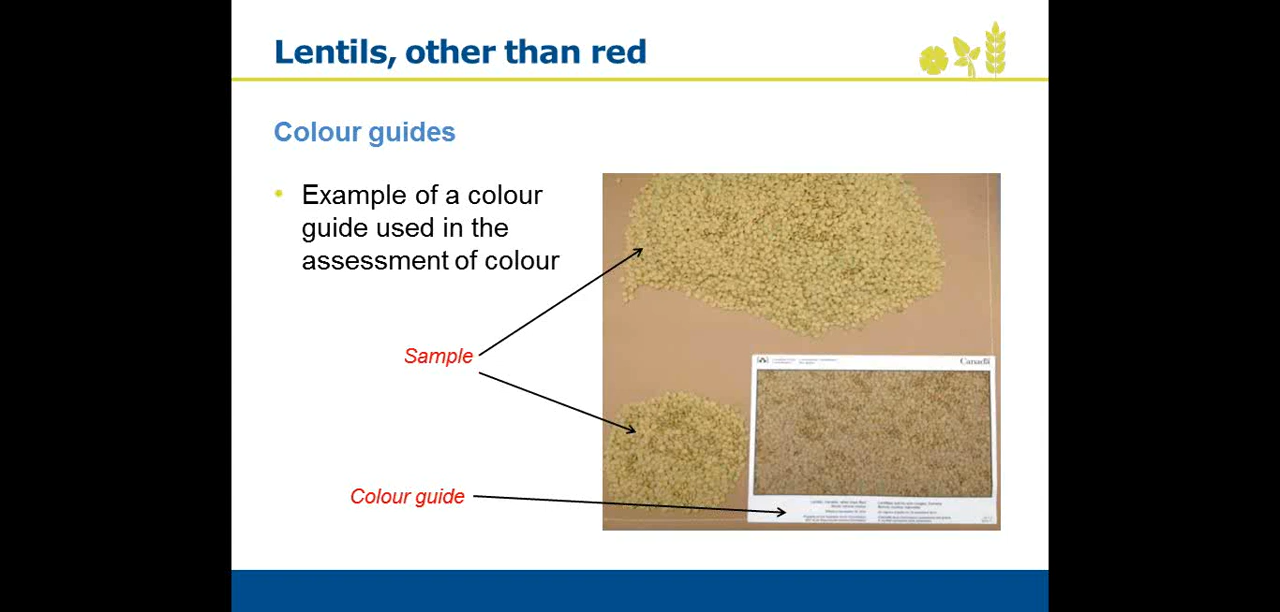 Lentils, other than red
Colour guides
Example of a colour
guide used in the
assessment of colour
Sample
Canada
Colour guide